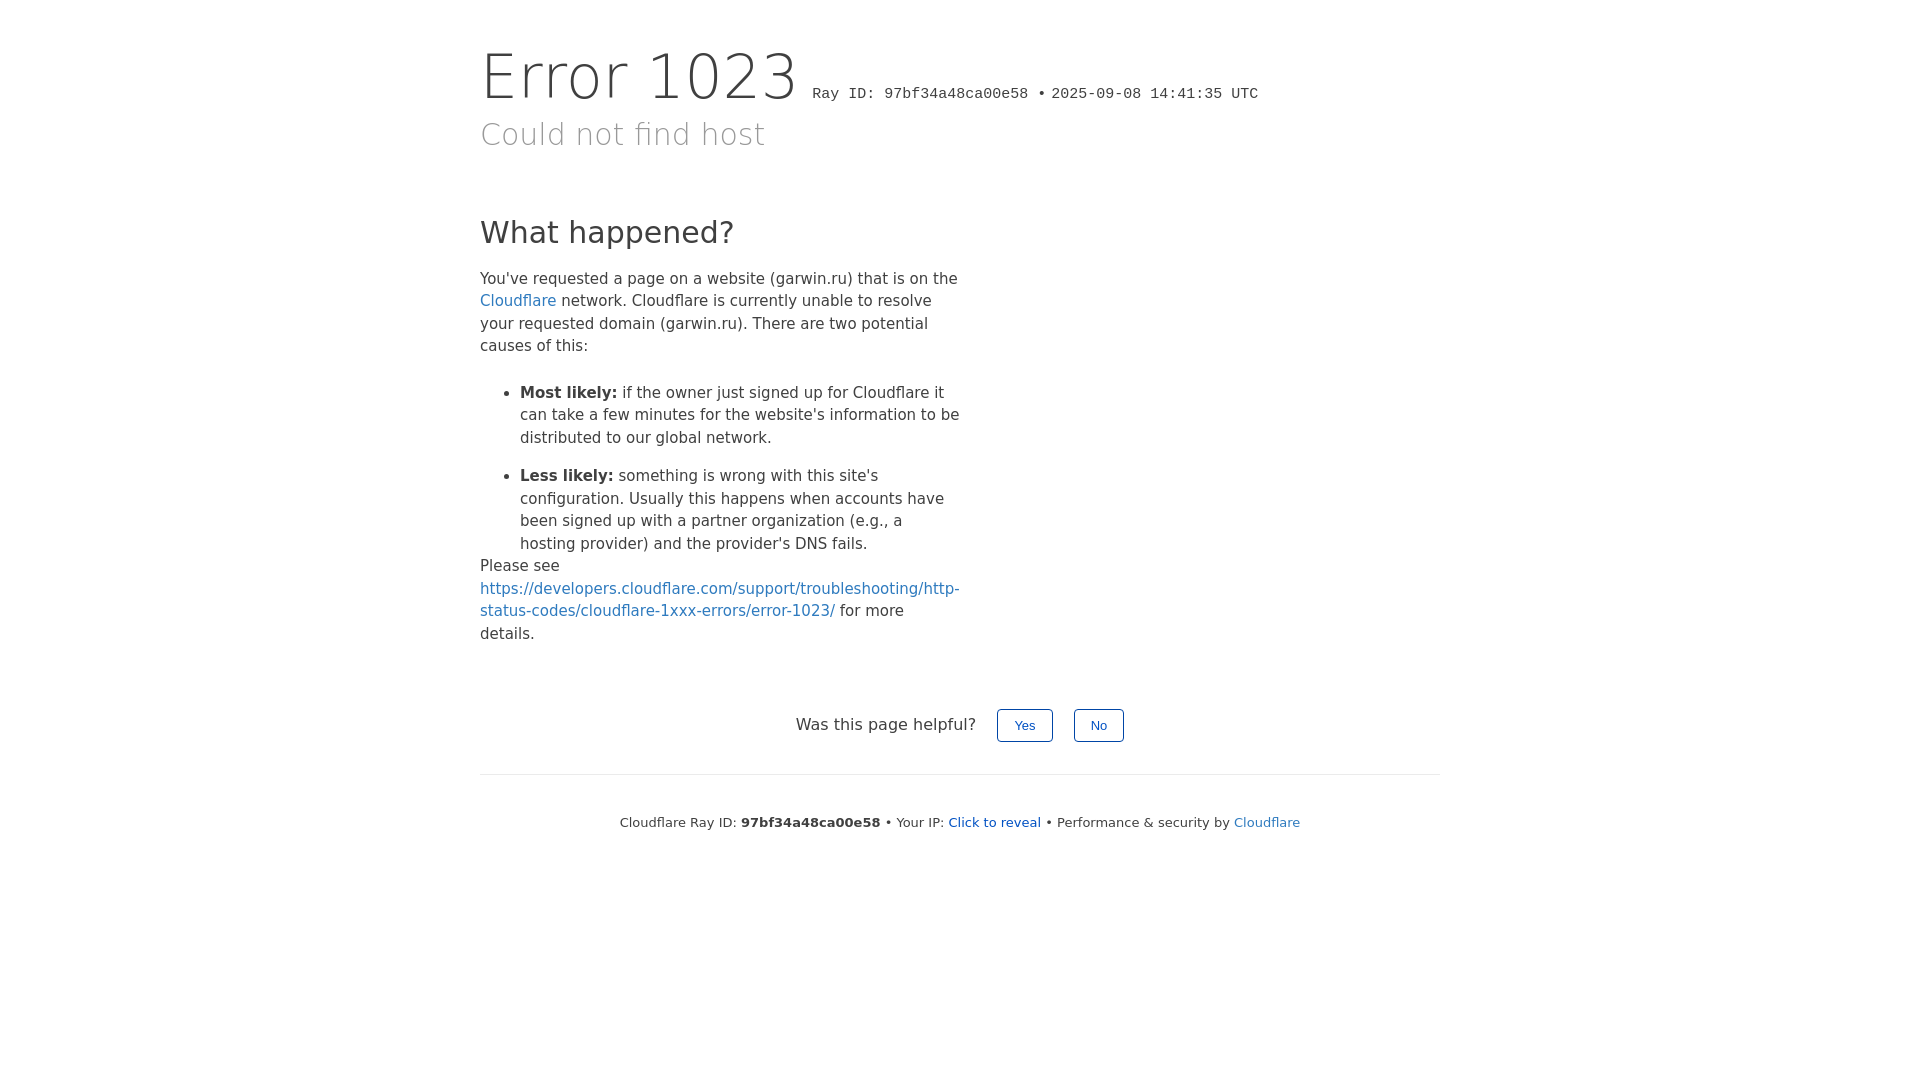 Error 1023 Ray ID: 97bf34a48ca00e58 • 2025-09-08 14:41:35 UTC
Could not find host
What happened?
You've requested a page on a website (garwin.ru) that is on the
Cloudflare network. Cloudflare is currently unable to resolve
your requested domain (garwin.ru). There are two potential
causes of this:
• Most likely: if the owner just signed up for Cloudflare it
can take a few minutes for the website's information to be
distributed to our global network.
• Less likely: something is wrong with this site's
configuration. Usually this happens when accounts have
been signed up with a partner organization (e.g., a
hosting provider) and the provider's DNS fails.
Please see
https://developers.cloudflare.com/support/troubleshooting/http-
status-codes/cloudflare-1xxx-errors/error-1023/ for more
details.
Was this page helpful? Yes No
Cloudflare Ray ID: 97bf34a48ca00e58 • Your IP: Click to reveal • Performance & security by Cloudflare